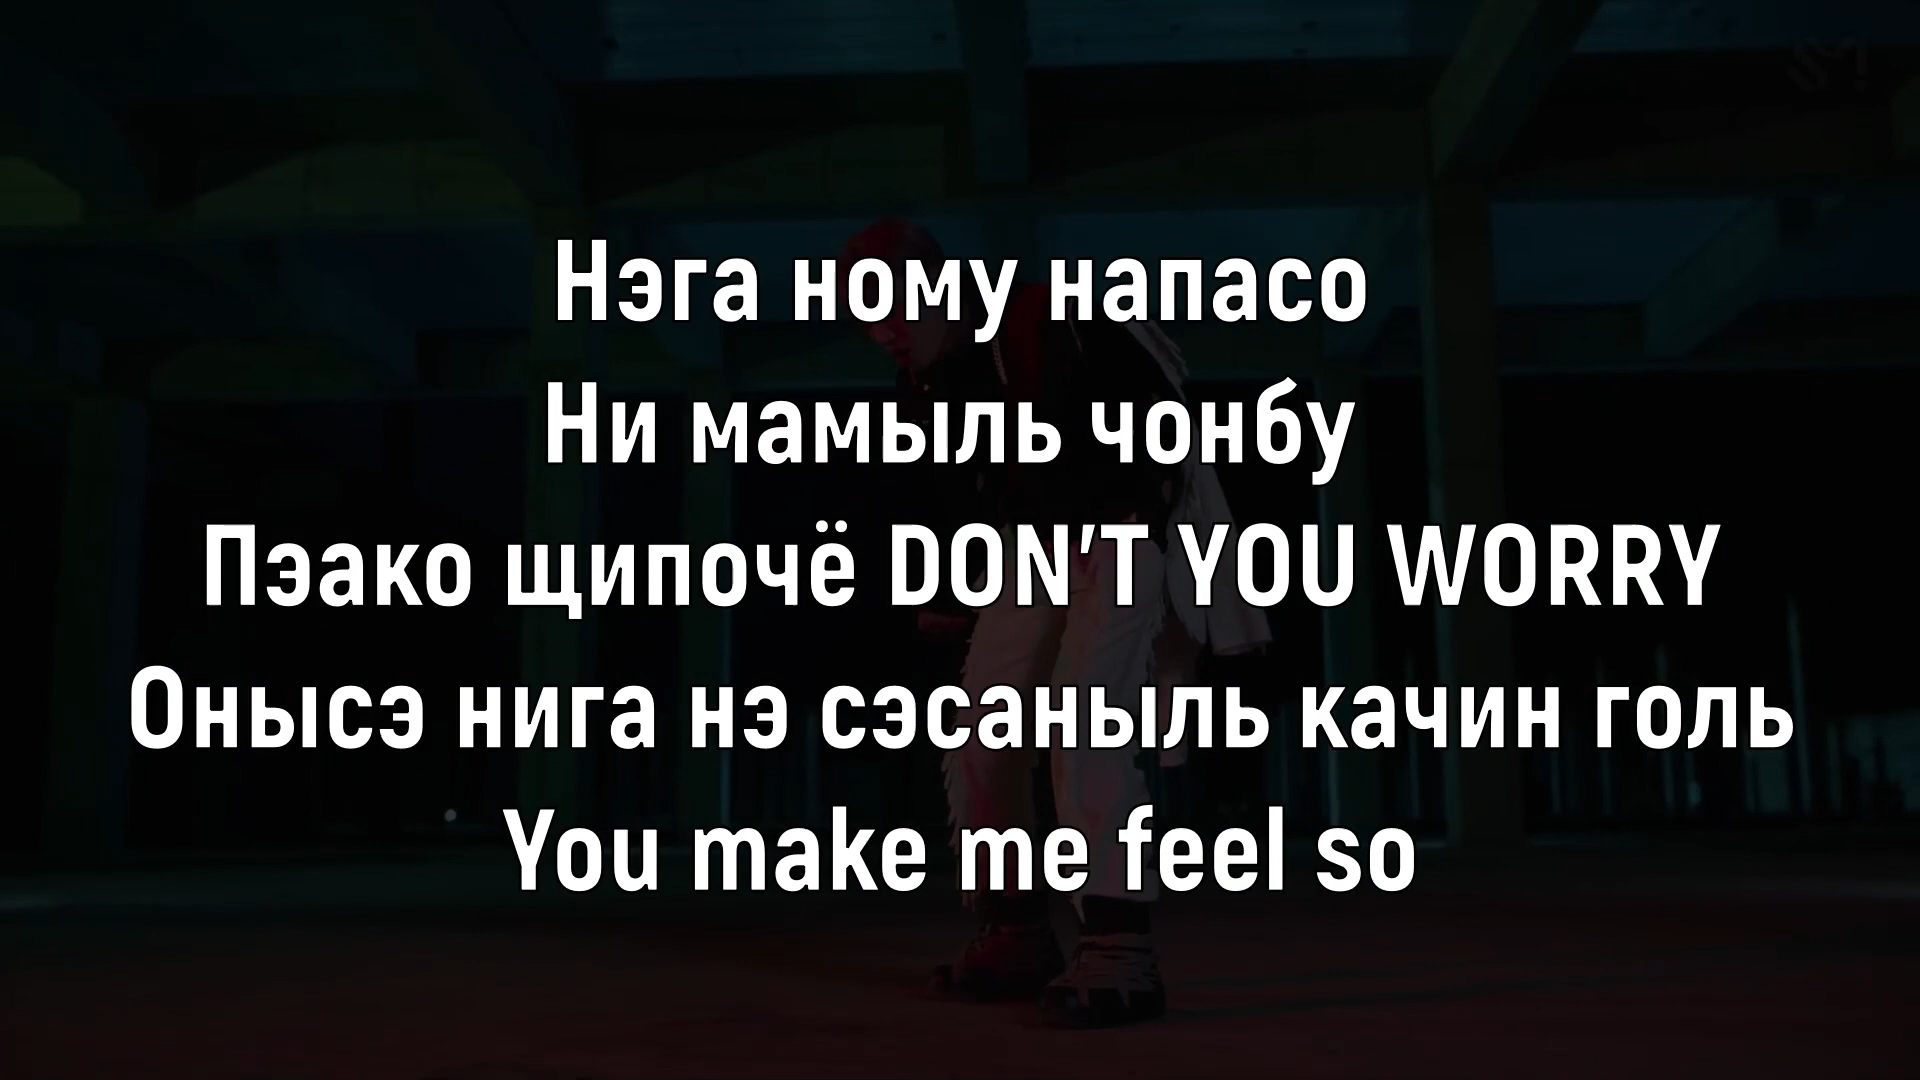 Нэга ному напасо
Ни мамыль чонбу
Пэако щипочё DON'T YOU WORRY
Онысэ нига нэ сэсаныль качин голь
You make me feel so